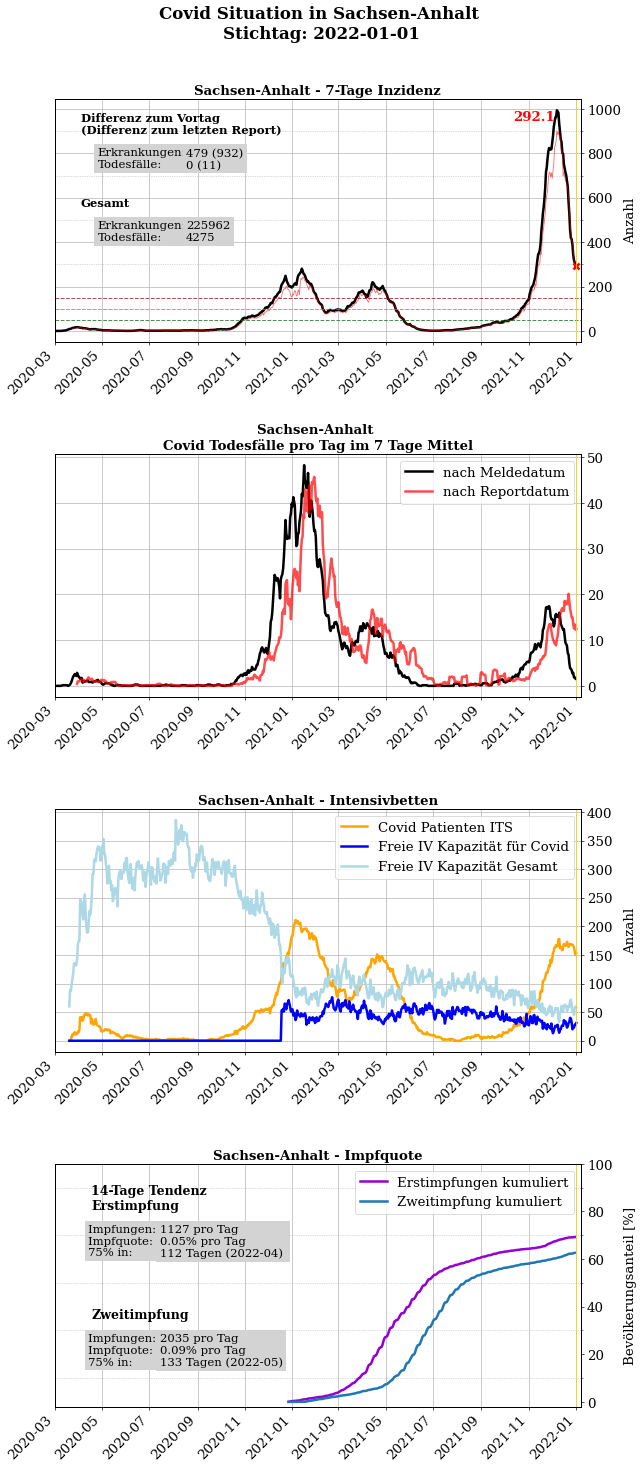 Covid Situation in Sachsen-Anhalt
Stichtag: 2022-01-01
Sachsen-Anhalt - 7-Tage Inzidenz
Differenz zum Vortag
(Differenz zum letzten Report)
Erkrankungen 479 (932)
Todesfälle: 0 (11)
Gesamt
Erkrankungen 225962
Todesfälle: 4275
292.1
1000
800
600
400
200
0
Anzahl
2020-03 2020-05 2020-07 2020-09 2020-11 2021-01 2021-03 2021-05 2021-07 2021-09 2021-11 2022-01
Sachsen-Anhalt
Covid Todesfälle pro Tag im 7 Tage Mittel
nach Meldedatum
nach Reportdatum
50
40
30
20
10
0
2020-03 2020-05 2020-07 2020-09 2020-11 2021-01 2021-03 2021-05 2021-07 2021-09 2021-11 2022-01
Sachsen-Anhalt - Intensivbetten
Covid Patienten ITS
Freie IV Kapazität für Covid
Freie IV Kapazität Gesamt
400
350
300
250
200
150
100
50
0
Anzahl
2020-03 2020-05 2020-07 2020-09 2020-11 2021-01 2021-03 2021-05 2021-07 2021-09 2021-11 2022-01
Sachsen-Anhalt - Impfquote
14-Tage Tendenz
Erstimpfung
Impfungen: 1127 pro Tag
Impfquote: 0.05% pro Tag
75% in: 112 Tagen (2022-04)
Zweitimpfung
Impfungen: 2035 pro Tag
Impfquote: 0.09% pro Tag
75% in: 133 Tagen (2022-05)
Erstimpfungen kumuliert
Zweitimpfung kumuliert
100
80
60
40
20
0
Bevölkerungsanteil [%]
2020-03 2020-05 2020-07 2020-09 2020-11 2021-01 2021-03 2021-05 2021-07 2021-09 2021-11 2022-01